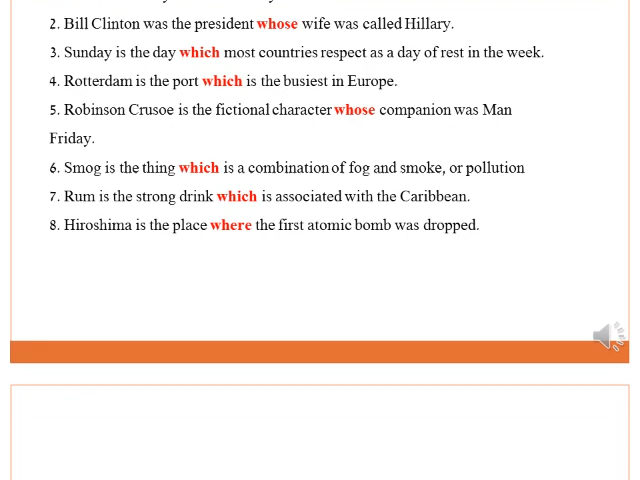 2. Bill Clinton was the president whose wife was called Hillary.
3. Sunday is the day which most countries respect as a day of rest in the week.
4. Rotterdam is the port which is the busiest in Europe.
5. Robinson Crusoe is the fictional character whose companion was Man
Friday.
6. Smog is the thing which is a combination of fog and smoke, or pollution
7. Rum is the strong drink which is associated with the Caribbean.
8. Hiroshima is the place where the first atomic bomb was dropped.